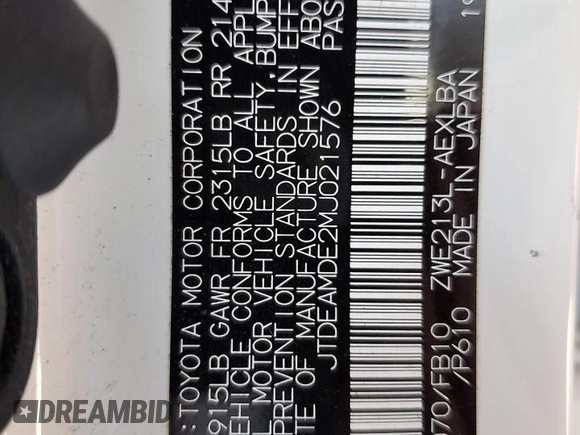 :TOYOTA MOTOR CORPORATION
915LB GAWR FR 2315LB RR 214
EHICLE CONFORMS TO ALL APPL
L MOTOR VEHICLE SAFETY, BUMP
PREVENTION STANDARDS IN EFF
TE OF MANUFACTURE SHOWN ABO
JTDEAMDE2MJ021576 PAS
70/FB10 ZWE213L-AEXLBA
/P610 MADE IN JAPAN 19
DREAMBID